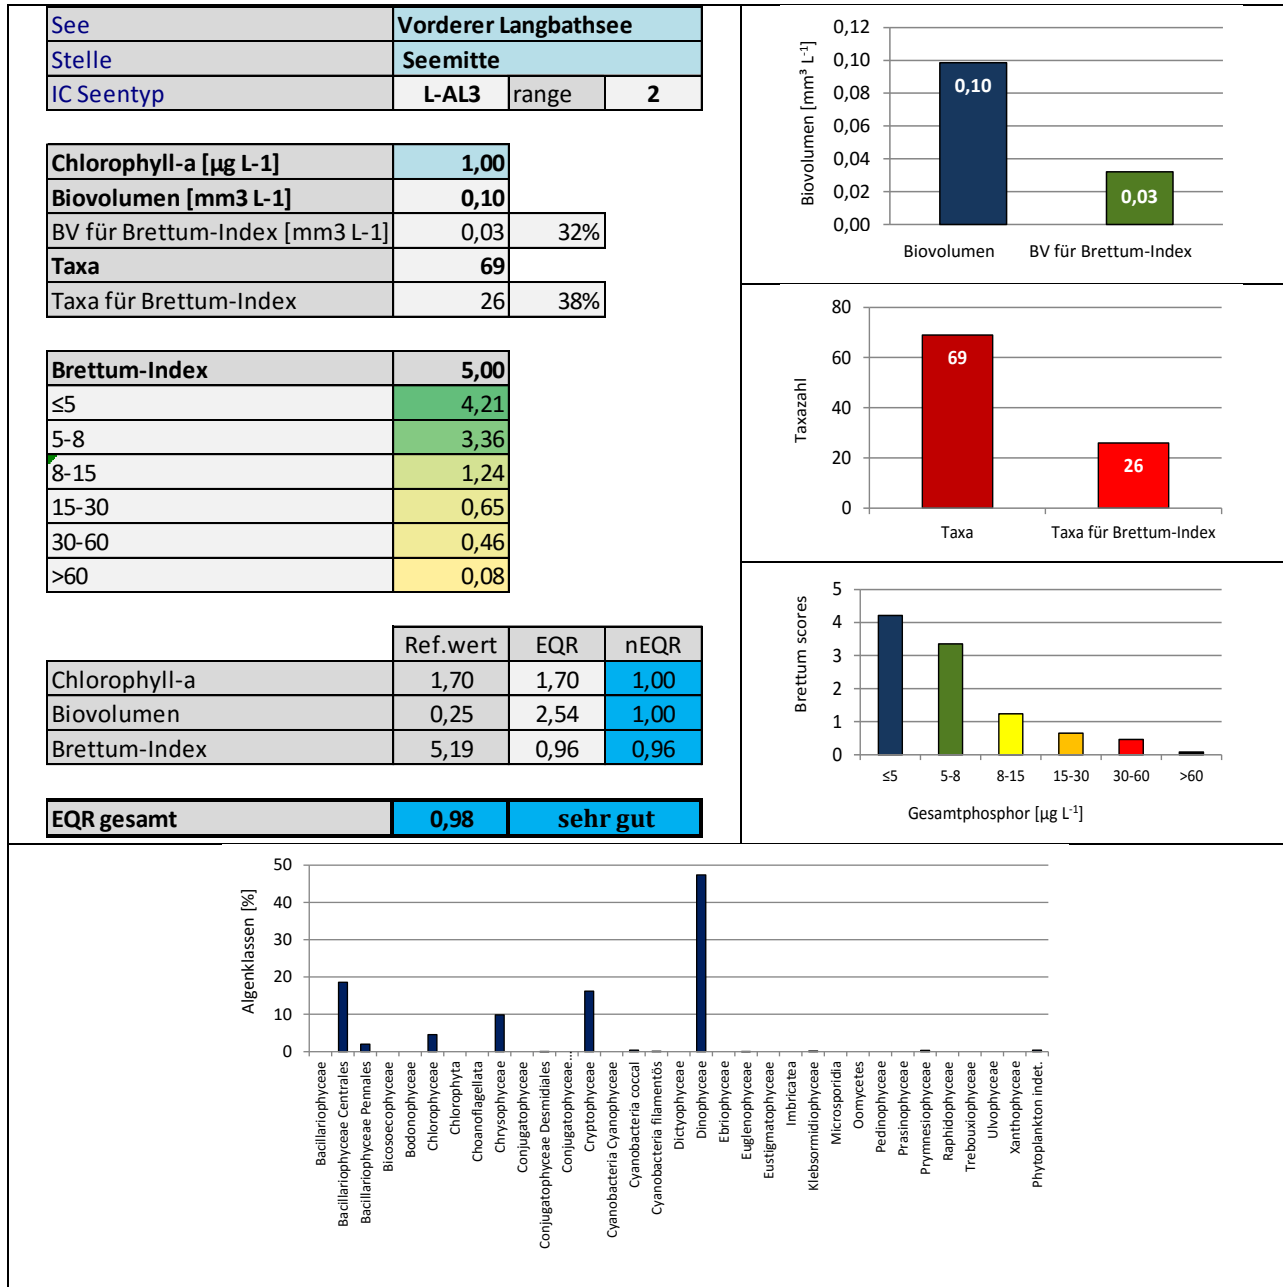 See Vorderer Langbathsee
Stelle Seemitte
IC Seentyp L-AL3 range 2
Chlorophyll-a [µg L-1] 1,00
Biovolumen [mm3 L-1] 0,10
BV für Brettum-Index [mm3 L-1] 0,03 32%
Taxa 69
Taxa für Brettum-Index 26 38%
Brettum-Index 5,00
≤5 4,21
5-8 3,36
8-15 1,24
15-30 0,65
30-60 0,46
>60 0,08
Ref.wert EQR nEQR
Chlorophyll-a 1,70 1,70 1,00
Biovolumen 0,25 2,54 1,00
Brettum-Index 5,19 0,96 0,96
EQR gesamt 0,98 sehr gut
Biovolumen [mm³ L-1]
0,12
0,10
0,08
0,06
0,04
0,02
0,00
0,10
0,03
Biovolumen BV für Brettum-Index
Taxazahl
80
60
40
20
0
69
26
Taxa Taxa für Brettum-Index
Brettum scores
5
4
3
2
1
0
≤5 5-8 8-15 15-30 30-60 >60
Gesamtphosphor [µg L-1]
Algenklassen [%]
50
40
30
20
10
0
Bacillariophyceae
Bacillariophyceae Centrales
Bacillariophyceae Pennales
Bicosoecophyceae
Bodonophyceae
Chlorophyceae
Chlorophyta
Choanoflagellata
Chrysophyceae
Conjugatophyceae
Conjugatophyceae Desmidiales
Conjugatophyceae…
Cryptophyceae
Cyanobacteria Cyanophyceae
Cyanobacteria coccal
Cyanobacteria filamentös
Dictyophyceae
Dinophyceae
Ebriophyceae
Euglenophyceae
Eustigmatophyceae
Imbricatea
Klebsormidiophyceae
Microsporidia
Oomycetes
Pedinophyceae
Prasinophyceae
Prymnesiophyceae
Raphidophyceae
Trebouxiophyceae
Ulvophyceae
Xanthophyceae
Phytoplankton indet.